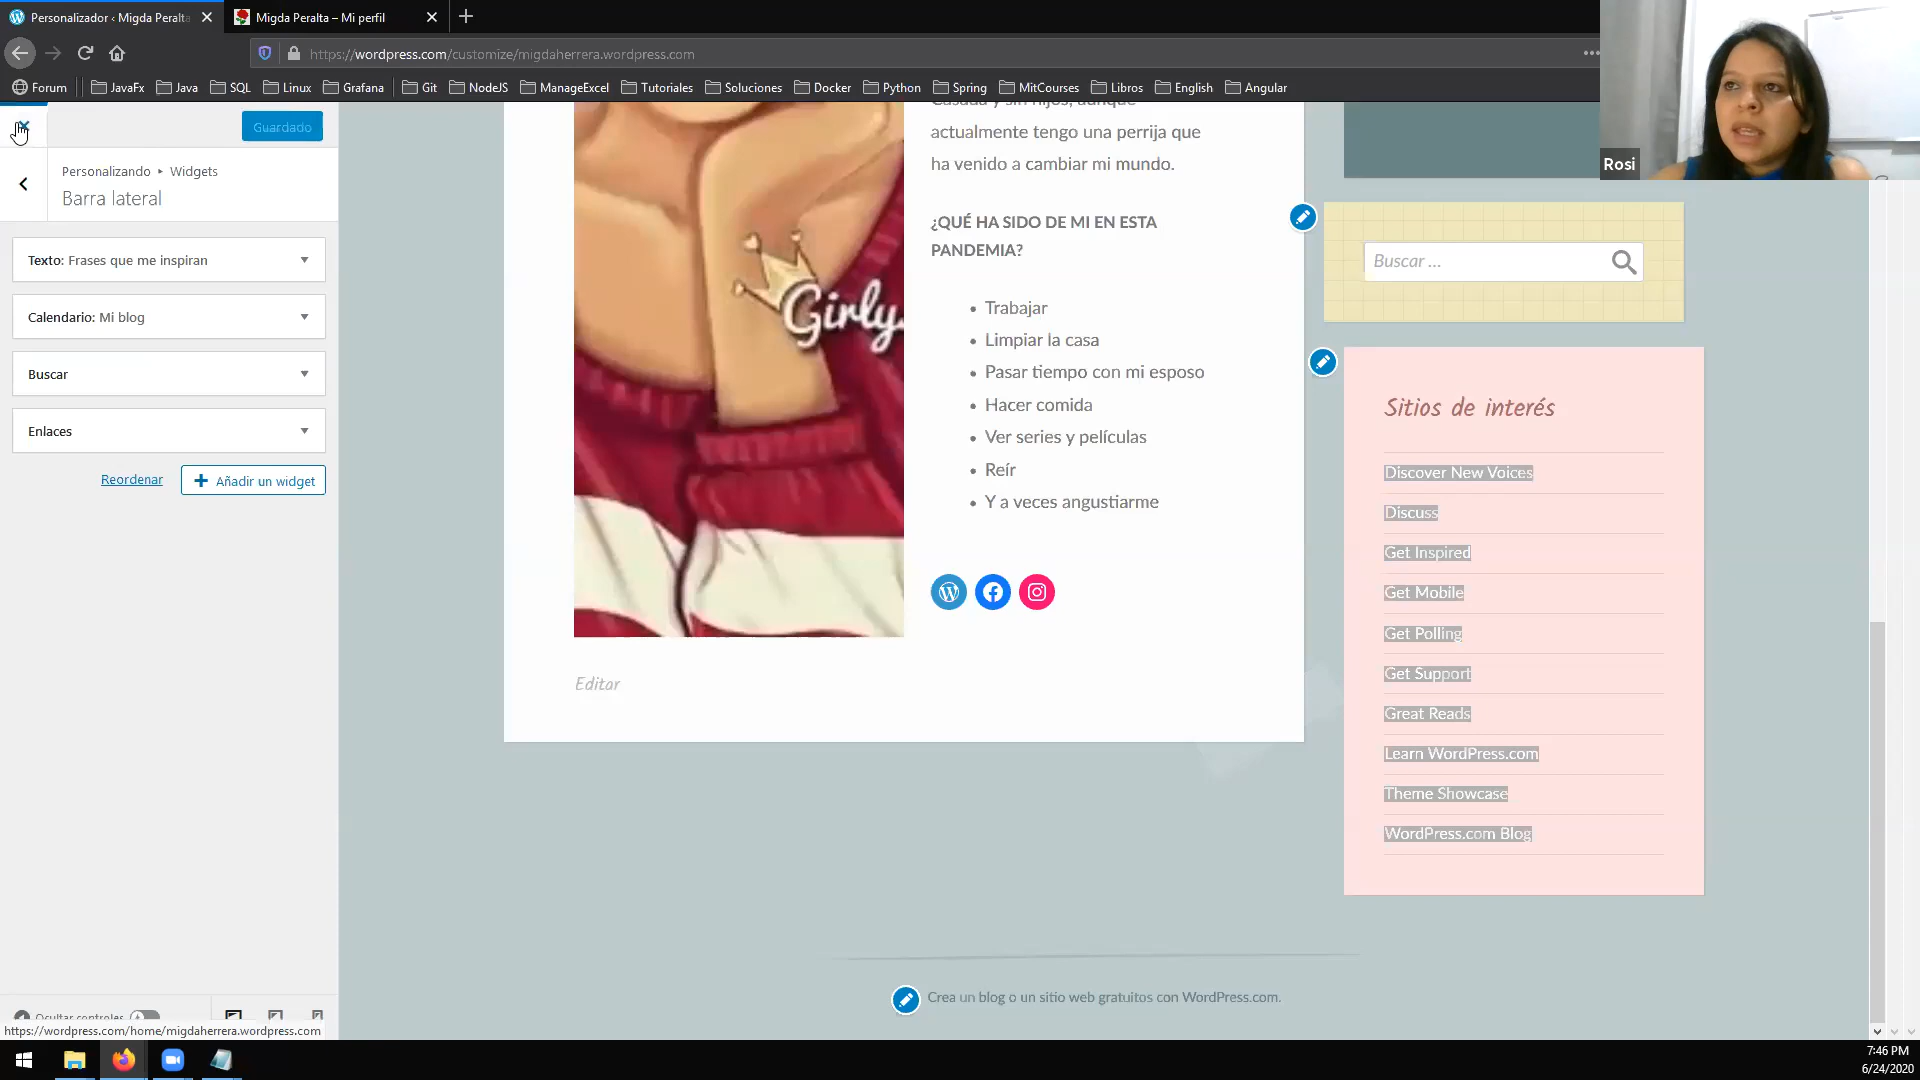 Personalizador ‹ Migda Peralta
Migda Peralta – Mi perfil
https://wordpress.com/customize/migdaherrera.wordpress.com
Forum
JavaFx
Java
SQL
Linux
Grafana
Git
NodeJS
ManageExcel
Tutoriales
Soluciones
Docker
Python
Spring
MitCourses
Libros
English
Angular
Rosi
Guardado
Personalizando ▸ Widgets
Barra lateral
Texto: Frases que me inspiran
Calendario: Mi blog
Buscar
Enlaces
Reordenar
Añadir un widget
Ocultar controles
https://wordpress.com/home/migdaherrera.wordpress.com
Casada y sin hijos, aunque
actualmente tengo una perrija que
ha venido a cambiar mi mundo.
¿QUÉ HA SIDO DE MI EN ESTA
PANDEMIA?
Trabajar
Limpiar la casa
Pasar tiempo con mi esposo
Hacer comida
Ver series y películas
Reír
Y a veces angustiarme
Girly
Editar
Buscar ...
Sitios de interés
Discover New Voices
Discuss
Get Inspired
Get Mobile
Get Polling
Get Support
Great Reads
Learn WordPress.com
Theme Showcase
WordPress.com Blog
Crea un blog o un sitio web gratuitos con WordPress.com.
7:46 PM
6/24/2020